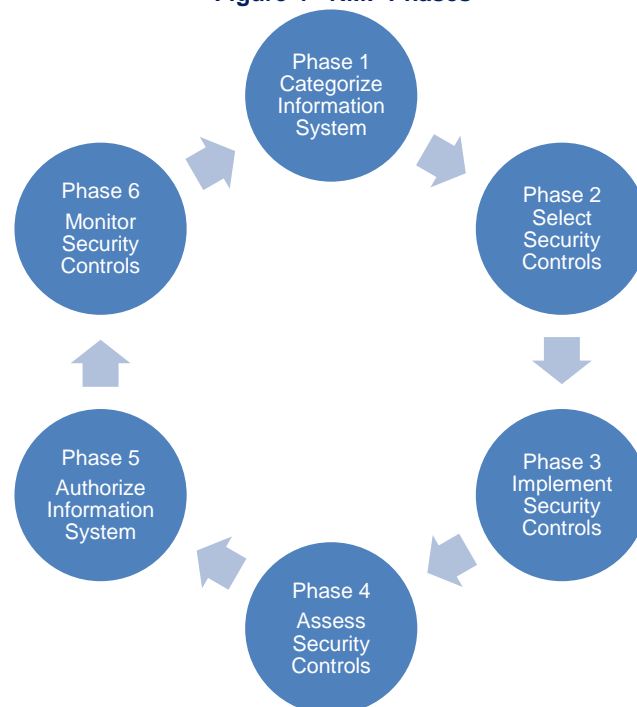 Phase 1
Categorize
Information
System
Phase 2
Select
Security
Controls
Phase 3
Implement
Security
Controls
Phase 4
Assess
Security
Controls
Phase 5
Authorize
Information
System
Phase 6
Monitor
Security
Controls